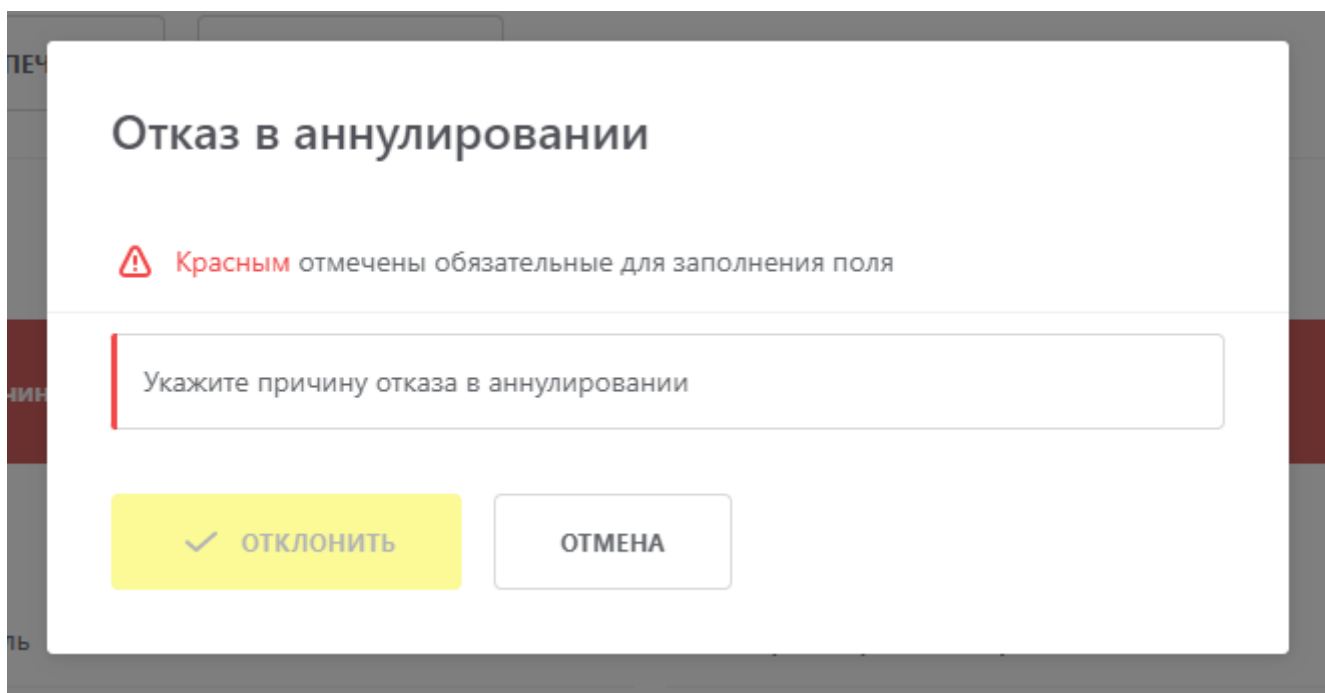 Отказ в аннулировании
Красным отмечены обязательные для заполнения поля
Укажите причину отказа в аннулировании
ОТКЛОНИТЬ
ОТМЕНА